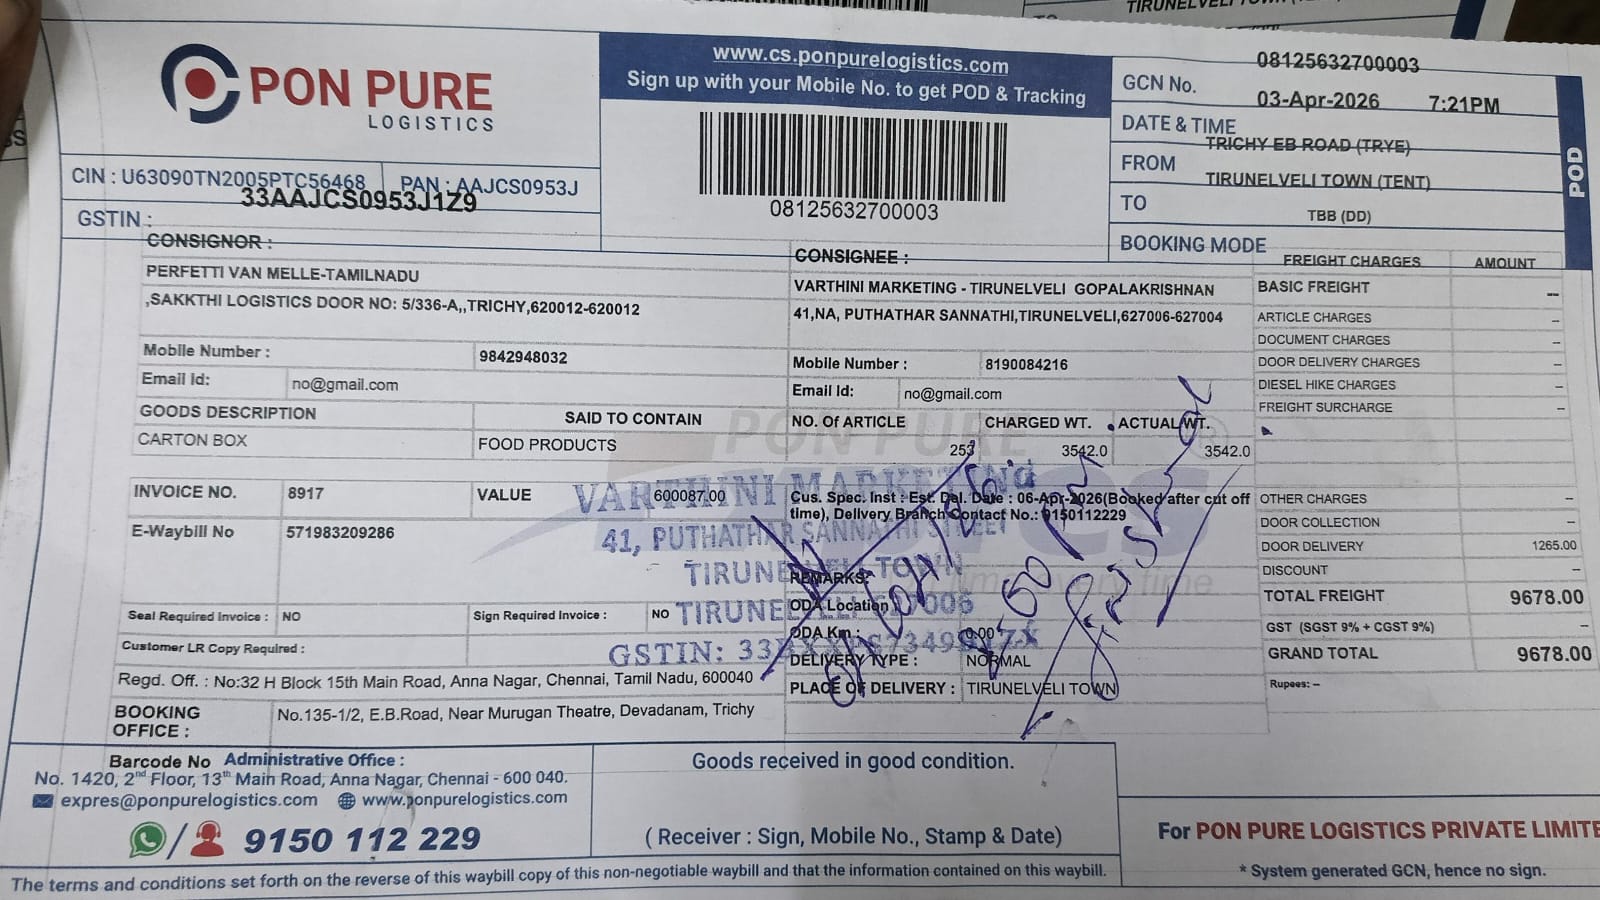 TIRUNELVELI TOWN
PON PURE
LOGISTICS
www.cs.ponpurelogistics.com
Sign up with your Mobile No. to get POD & Tracking
08125632700003
GCN No. 08125632700003
DATE & TIME 03-Apr-2026 7:21PM
FROM TRICHY EB ROAD (TRYE)
TO TIRUNELVELI TOWN (TENT)
BOOKING MODE TBB (DD)
POD
CIN : U63090TN2005PTC56468 PAN : AAJCS0953J
GSTIN : 33AAJCS0953J1Z9
CONSIGNOR :
PERFETTI VAN MELLE-TAMILNADU
,SAKKTHI LOGISTICS DOOR NO: 5/336-A,,TRICHY,620012-620012
Mobile Number : 9842948032
Email Id: no@gmail.com
CONSIGNEE :
VARTHINI MARKETING - TIRUNELVELI GOPALAKRISHNAN
41,NA, PUTHATHAR SANNATHI,TIRUNELVELI,627006-627004
Mobile Number : 8190084216
Email Id: no@gmail.com
GOODS DESCRIPTION SAID TO CONTAIN NO. Of ARTICLE CHARGED WT. ACTUAL WT.
CARTON BOX FOOD PRODUCTS 253 3542.0 3542.0
INVOICE NO. 8917 VALUE 600087.00
E-Waybill No 571983209286
Cus. Spec. Inst : Est. Del. Date : 06-Apr-2026(Booked after cut off
time), Delivery Branch Contact No.: 9150112229
PON PURE
VARTHINI MARKETING
41, PUTHATHAR SANNATHI STREET
TIRUNELVELI TOWN
TIRUNELVELI 627006
GSTIN:
REMARKS:
ODA Location
ODA Km.: 0.00
DELIVERY TYPE : NORMAL
PLACE OF DELIVERY : TIRUNELVELI TOWN
Seal Required Invoice : NO Sign Required Invoice : NO
Customer LR Copy Required :
Regd. Off. : No:32 H Block 15th Main Road, Anna Nagar, Chennai, Tamil Nadu, 600040
BOOKING OFFICE : No.135-1/2, E.B.Road, Near Murugan Theatre, Devadanam, Trichy
FREIGHT CHARGES AMOUNT
BASIC FREIGHT --
ARTICLE CHARGES --
DOCUMENT CHARGES --
DOOR DELIVERY CHARGES --
DIESEL HIKE CHARGES --
FREIGHT SURCHARGE --
OTHER CHARGES --
DOOR COLLECTION --
DOOR DELIVERY 1265.00
DISCOUNT --
TOTAL FREIGHT 9678.00
GST (SGST 9% + CGST 9%) --
GRAND TOTAL 9678.00
Rupees: --
Barcode No Administrative Office :
No. 1420, 2nd Floor, 13th Main Road, Anna Nagar, Chennai - 600 040.
expres@ponpurelogistics.com www.ponpurelogistics.com
9150 112 229
Goods received in good condition.
( Receiver : Sign, Mobile No., Stamp & Date)
For PON PURE LOGISTICS PRIVATE LIMITE
* System generated GCN, hence no sign.
The terms and conditions set forth on the reverse of this waybill copy of this non-negotiable waybill and that the information contained on this waybill.